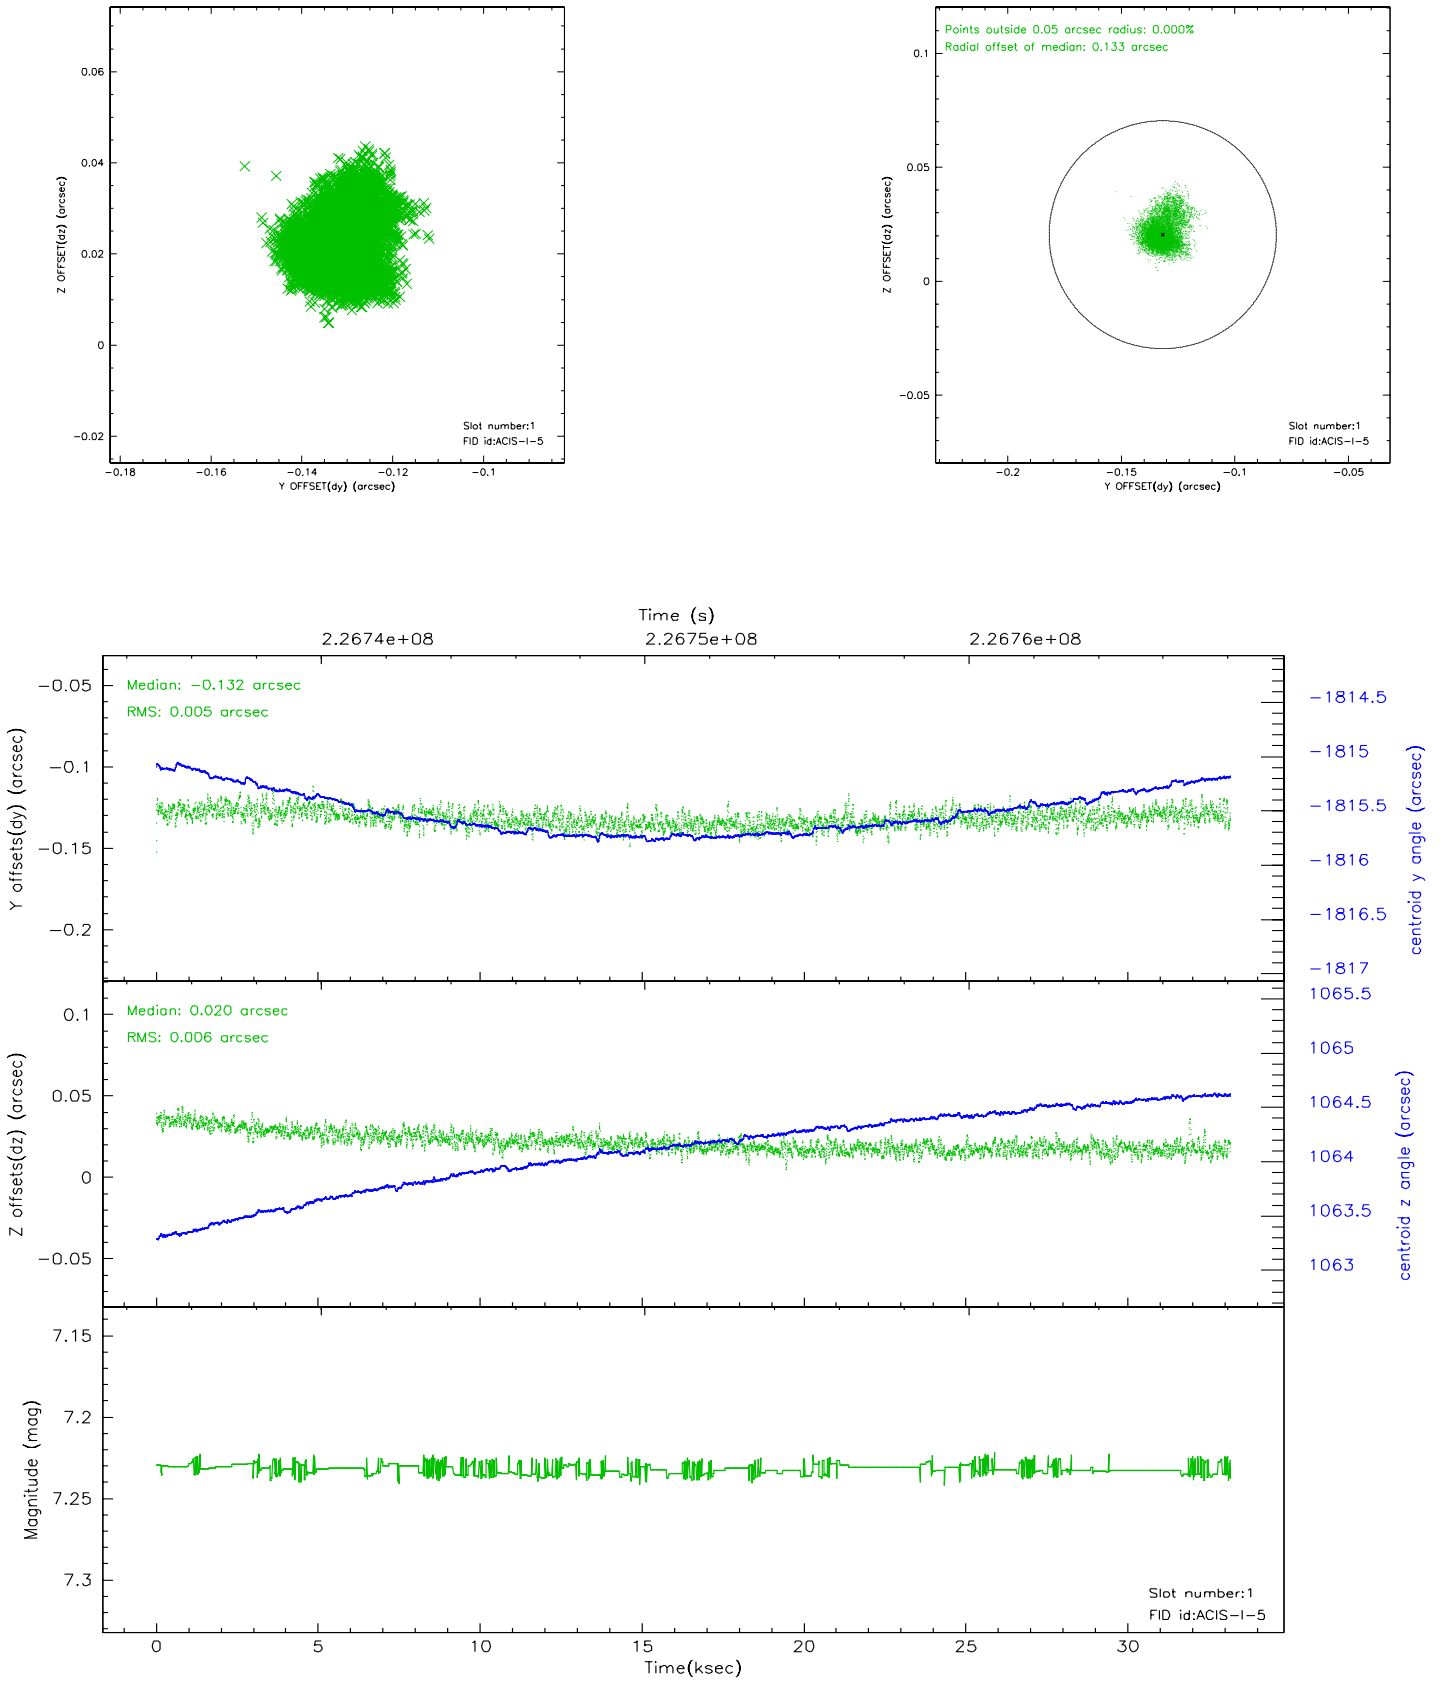 0.06
0.04
0.02
0
−0.02
Z OFFSET(dz) (arcsec)
Slot number:1
FID id:ACIS−I−5
−0.18 −0.16 −0.14 −0.12 −0.1
Y OFFSET(dy) (arcsec)
Points outside 0.05 arcsec radius: 0.000%
Radial offset of median: 0.133 arcsec
0.1
0.05
0
−0.05
Z OFFSET(dz) (arcsec)
Slot number:1
FID id:ACIS−I−5
−0.2 −0.15 −0.1 −0.05
Y OFFSET(dy) (arcsec)
Time (s)
2.2674e+08 2.2675e+08 2.2676e+08
Median: −0.132 arcsec
RMS: 0.005 arcsec
−0.05
−0.1
−0.15
−0.2
Y offsets(dy) (arcsec)
−1814.5
−1815
−1815.5
−1816
−1816.5
−1817
centroid y angle (arcsec)
Median: 0.020 arcsec
RMS: 0.006 arcsec
0.1
0.05
0
−0.05
Z offsets(dz) (arcsec)
1065.5
1065
1064.5
1064
1063.5
1063
centroid z angle (arcsec)
7.15
7.2
7.25
7.3
Magnitude (mag)
Slot number:1
FID id:ACIS−I−5
0 5 10 15 20 25 30
Time(ksec)